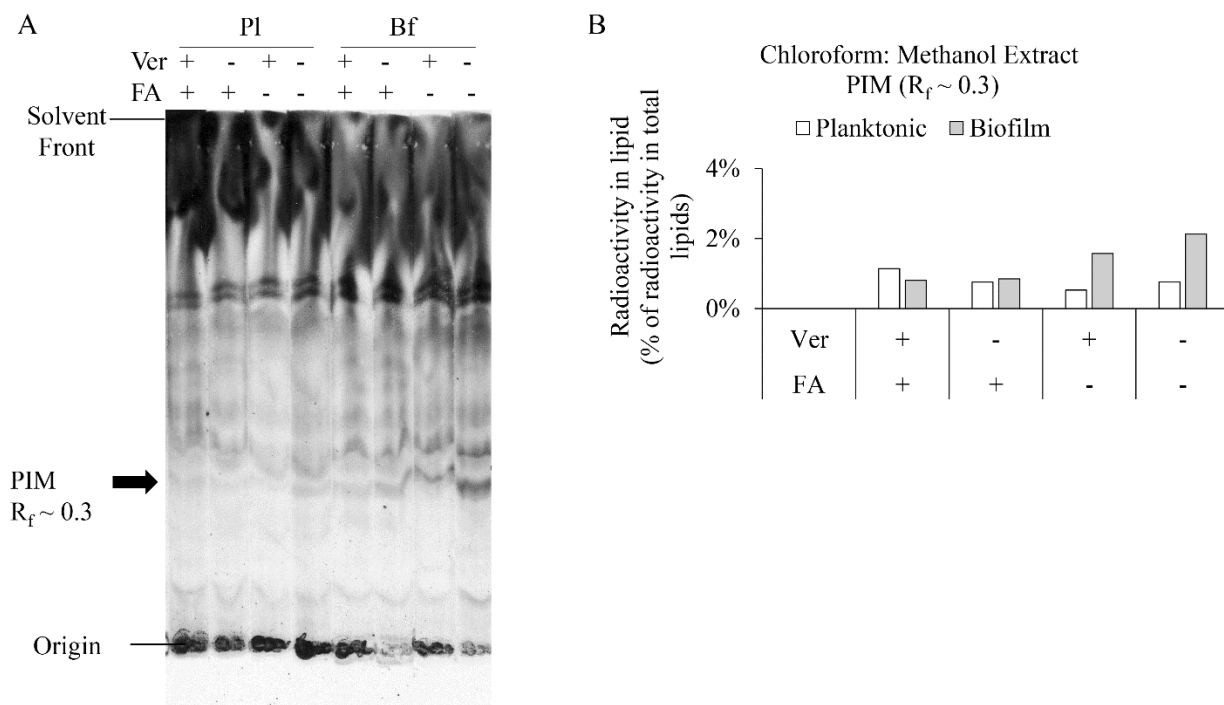 A
Pl Bf
Ver + - + - + - + -
FA + + - - + + - -
Solvent
Front
PIM
Rf ~ 0.3
Origin
B
Chloroform: Methanol Extract
PIM (Rf ~ 0.3)
Planktonic Biofilm
Radioactivity in lipid
(% of radioactivity in total
lipids)
4%
2%
0%
Ver + - + -
FA + + - -